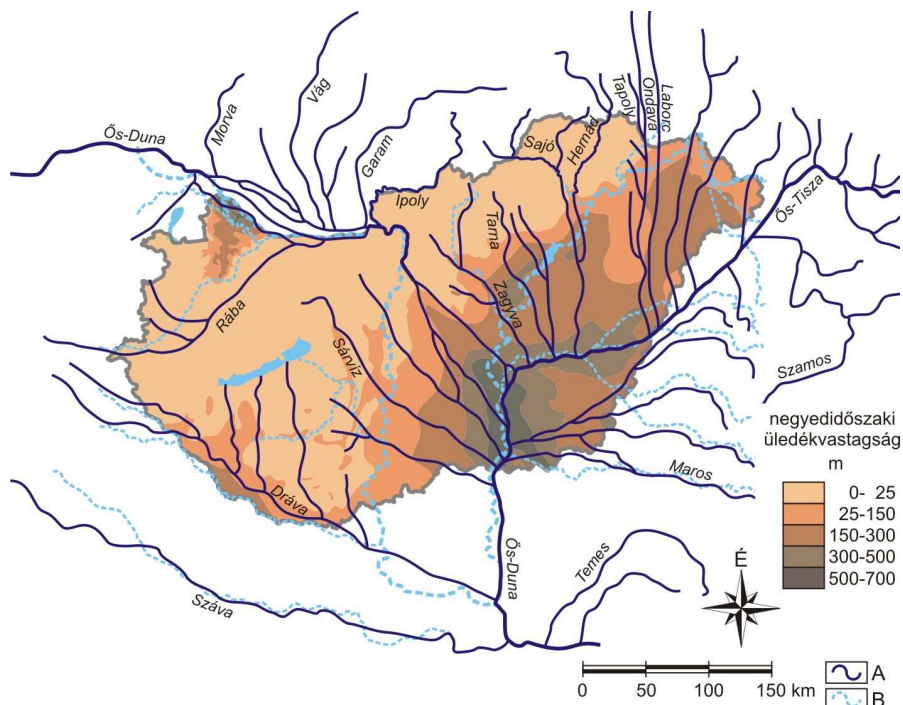 Ős-Duna
Morva
Vág
Garam
Ipoly
Sajó
Hernád
Tapoly
Ondava
Laborc
Ős-Tisza
Tarna
Zagyva
Rába
Sárvíz
Szamos
Maros
Dráva
Száva
Ős-Duna
Temes
negyedidőszaki
üledékvastagság
m
0- 25
25-150
150-300
300-500
500-700
É
0 50 100 150 km
A
B